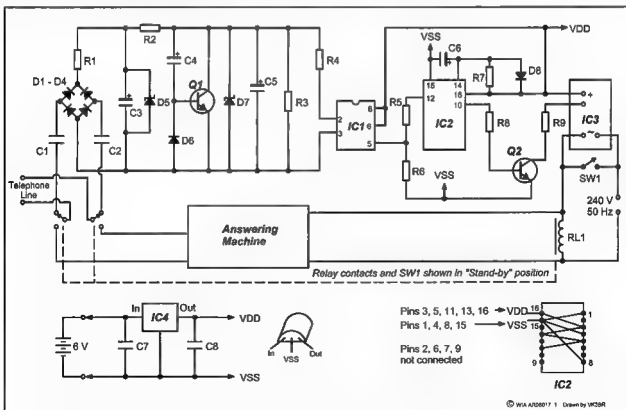 R1
R2
D1 - D4
C1
C2
C3
D5
C4
Q1
D6
D7
C5
R3
R4
2
3
IC1
6
6
5
R5
R6
VSS
VSS
C6
15
14
12
16
10
IC2
R7
D8
VDD
R8
R9
Q2
+
-
IC3
SW1
240 V
50 Hz
RL1
Telephone
Line
Answering
Machine
Relay contacts and SW1 shown in "Stand-by" position
6 V
In
IC4
Out
C7
C8
VDD
VSS
In
VSS
Out
Pins 3, 5, 11, 13, 16
VDD
Pins 1, 4, 8, 15
VSS
Pins 2, 6, 7, 9
not connected
16
15
9
1
8
IC2
© WIA AR06017 1 Drawn by VK3BR